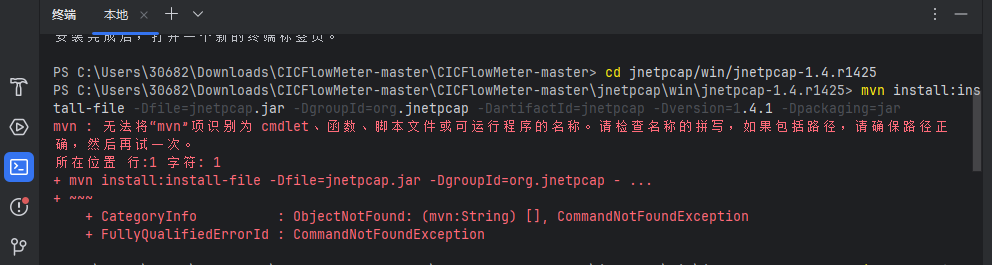 终端 本地
安装完成后，打开一个新的终端标签页。
PS C:\Users\30682\Downloads\CICFlowMeter-master\CICFlowMeter-master> cd jnetpcap/win/jnetpcap-1.4.r1425
PS C:\Users\30682\Downloads\CICFlowMeter-master\CICFlowMeter-master\jnetpcap\win\jnetpcap-1.4.r1425> mvn install:ins
tall-file -Dfile=jnetpcap.jar -DgroupId=org.jnetpcap -DartifactId=jnetpcap -Dversion=1.4.1 -Dpackaging=jar
mvn : 无法将“mvn”项识别为 cmdlet、函数、脚本文件或可运行程序的名称。请检查名称的拼写，如果包括路径，请确保路径正
确，然后再试一次。
所在位置 行:1 字符: 1
+ mvn install:install-file -Dfile=jnetpcap.jar -DgroupId=org.jnetpcap - ...
+ ~~~
+ CategoryInfo : ObjectNotFound: (mvn:String) [], CommandNotFoundException
+ FullyQualifiedErrorId : CommandNotFoundException